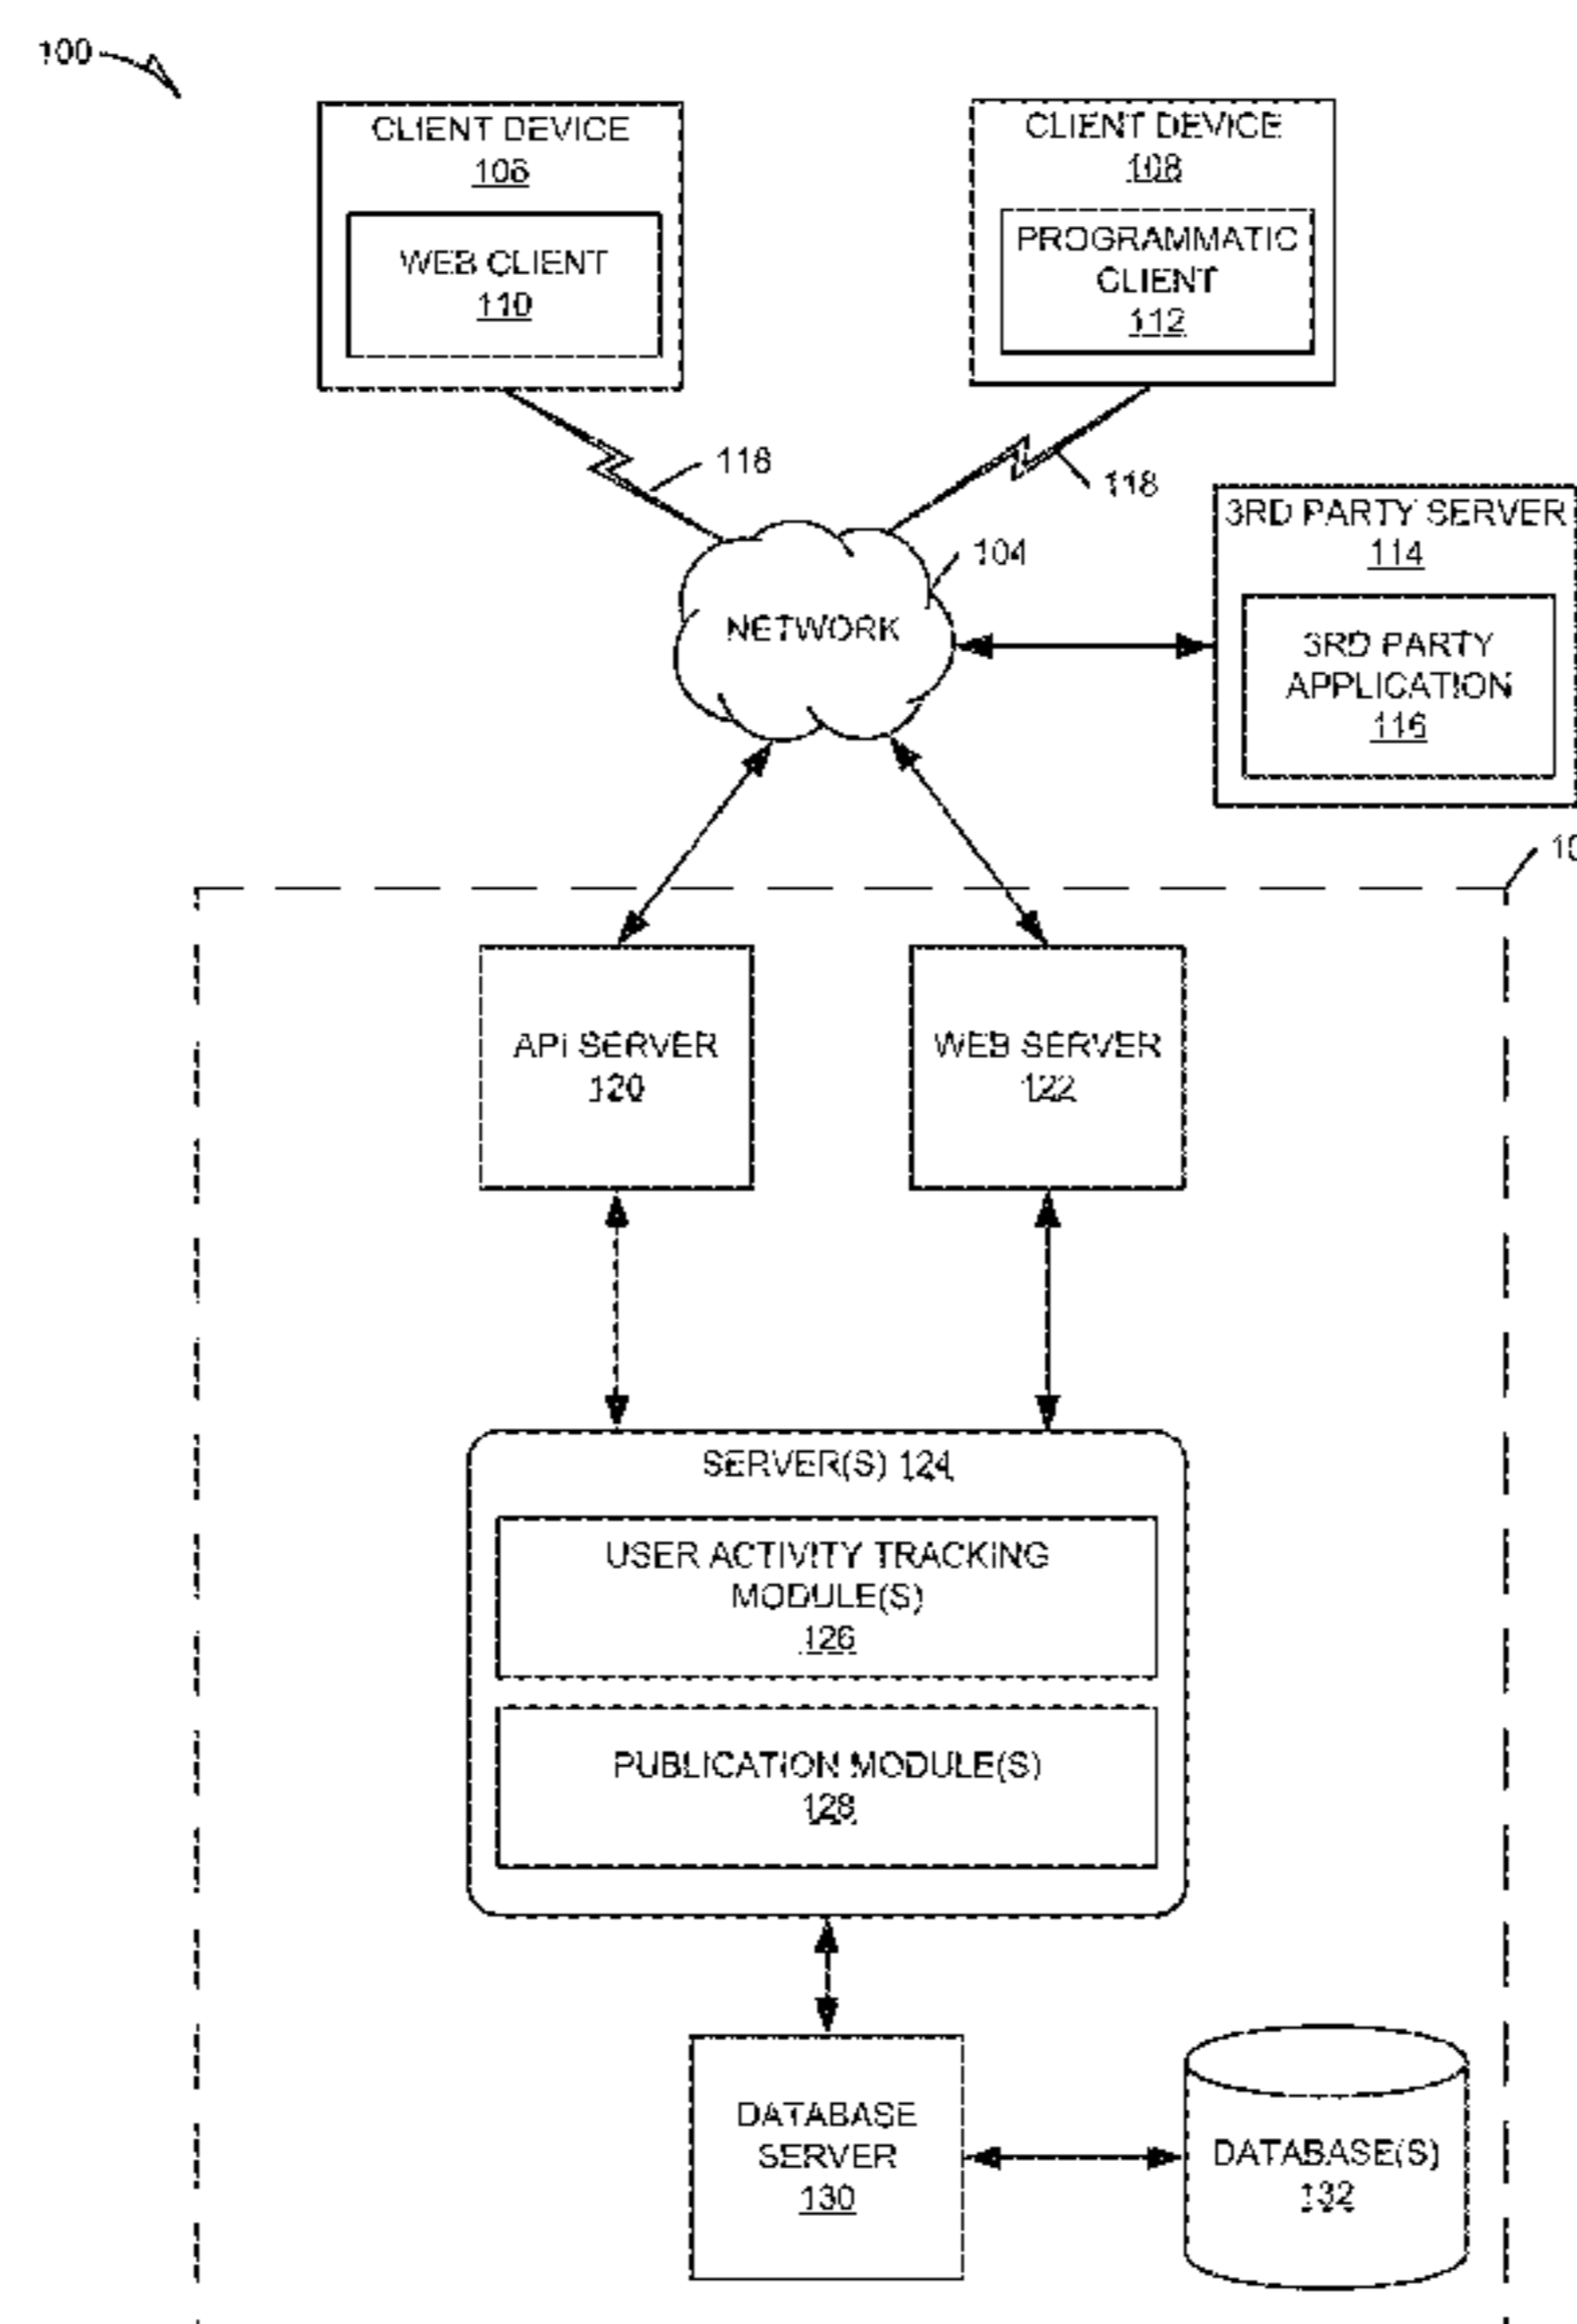 100
CLIENT DEVICE
106
WEB CLIENT
110
CLIENT DEVICE
108
PROGRAMMATIC
CLIENT
112
118
118
3RD PARTY SERVER
114
3RD PARTY
APPLICATION
116
104
NETWORK
10
API SERVER
120
WEB SERVER
122
SERVER(S) 124
USER ACTIVITY TRACKING
MODULE(S)
126
PUBLICATION MODULE(S)
128
DATABASE
SERVER
130
DATABASE(S)
132